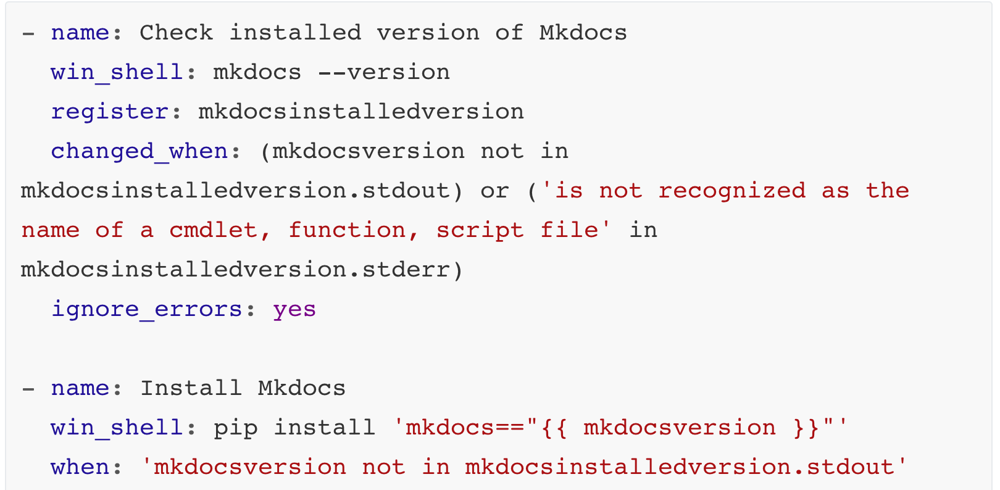 - name: Check installed version of Mkdocs
  win_shell: mkdocs --version
  register: mkdocsinstalledversion
  changed_when: (mkdocsversion not in
mkdocsinstalledversion.stdout) or ('is not recognized as the
name of a cmdlet, function, script file' in
mkdocsinstalledversion.stderr)
  ignore_errors: yes

- name: Install Mkdocs
  win_shell: pip install 'mkdocs=="{{ mkdocsversion }}"'
  when: 'mkdocsversion not in mkdocsinstalledversion.stdout'